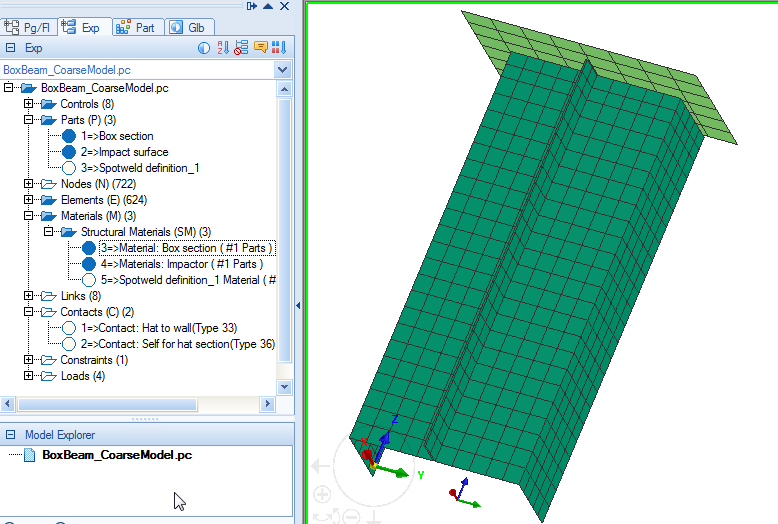 Pg/Fl Exp Part Glb
Exp
BoxBeam_CoarseModel.pc
BoxBeam_CoarseModel.pc
Controls (8)
Parts (P) (3)
1=>Box section
2=>Impact surface
3=>Spotweld definition_1
Nodes (N) (722)
Elements (E) (624)
Materials (M) (3)
Structural Materials (SM) (3)
3=>Material: Box section ( #1 Parts )
4=>Materials: Impactor ( #1 Parts )
5=>Spotweld definition_1 Material ( #
Links (8)
Contacts (C) (2)
1=>Contact: Hat to wall(Type 33)
2=>Contact: Self for hat section(Type 36)
Constraints (1)
Loads (4)
Model Explorer
BoxBeam_CoarseModel.pc
Z
X
Y